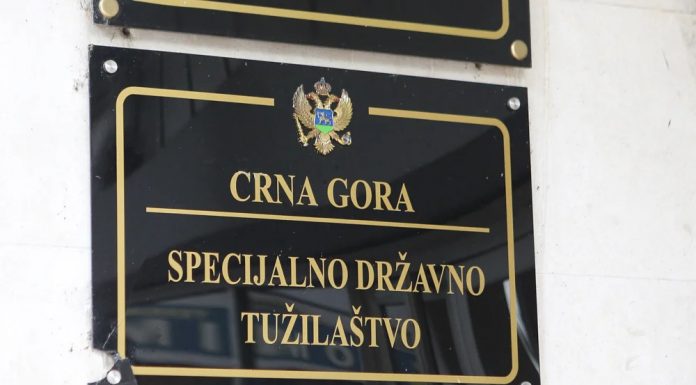 CRNA GORA
SPECIJALNO DRŽAVNO
TUŽILAŠTVO